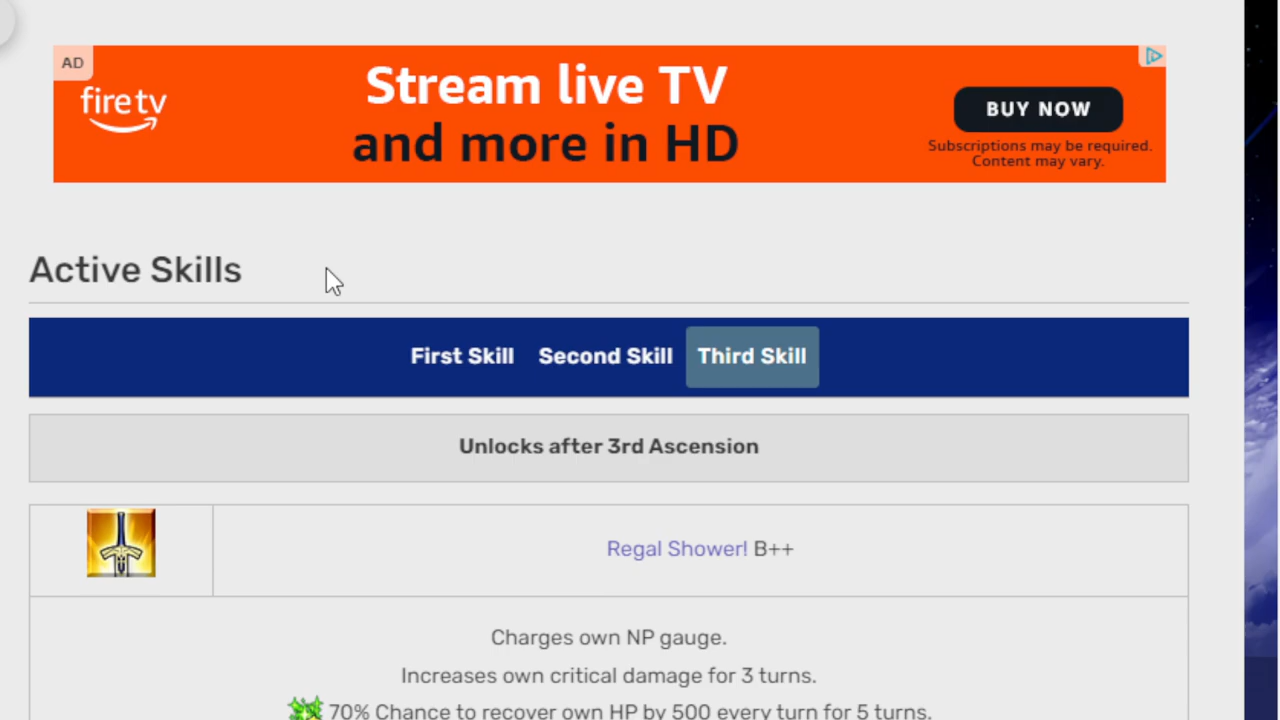 AD
firetv
Stream live TV
and more in HD
BUY NOW
Subscriptions may be required.
Content may vary.
Active Skills
First Skill Second Skill Third Skill
Unlocks after 3rd Ascension
Regal Shower! B++
Charges own NP gauge.
Increases own critical damage for 3 turns.
70% Chance to recover own HP by 500 every turn for 5 turns.